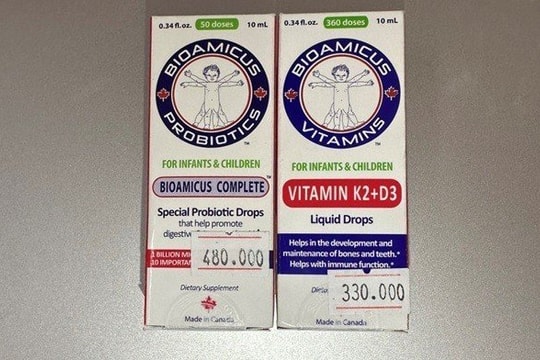 0.34 fl.oz. 50 doses 10 mL
BIOAMICUS
PROBIOTICS
™
FOR INFANTS & CHILDREN
BIOAMICUS COMPLETE™
Special Probiotic Drops
that help promote
480.000
Dietary Supplement
Made in Canada
0.34 fl.oz. 360 doses 10 mL
BIOAMICUS
VITAMINS
™
FOR INFANTS & CHILDREN
VITAMIN K2+D3
Liquid Drops
Helps in the development and
maintenance of bones and teeth.*
Helps with immune function.*
330.000
Made in Canada